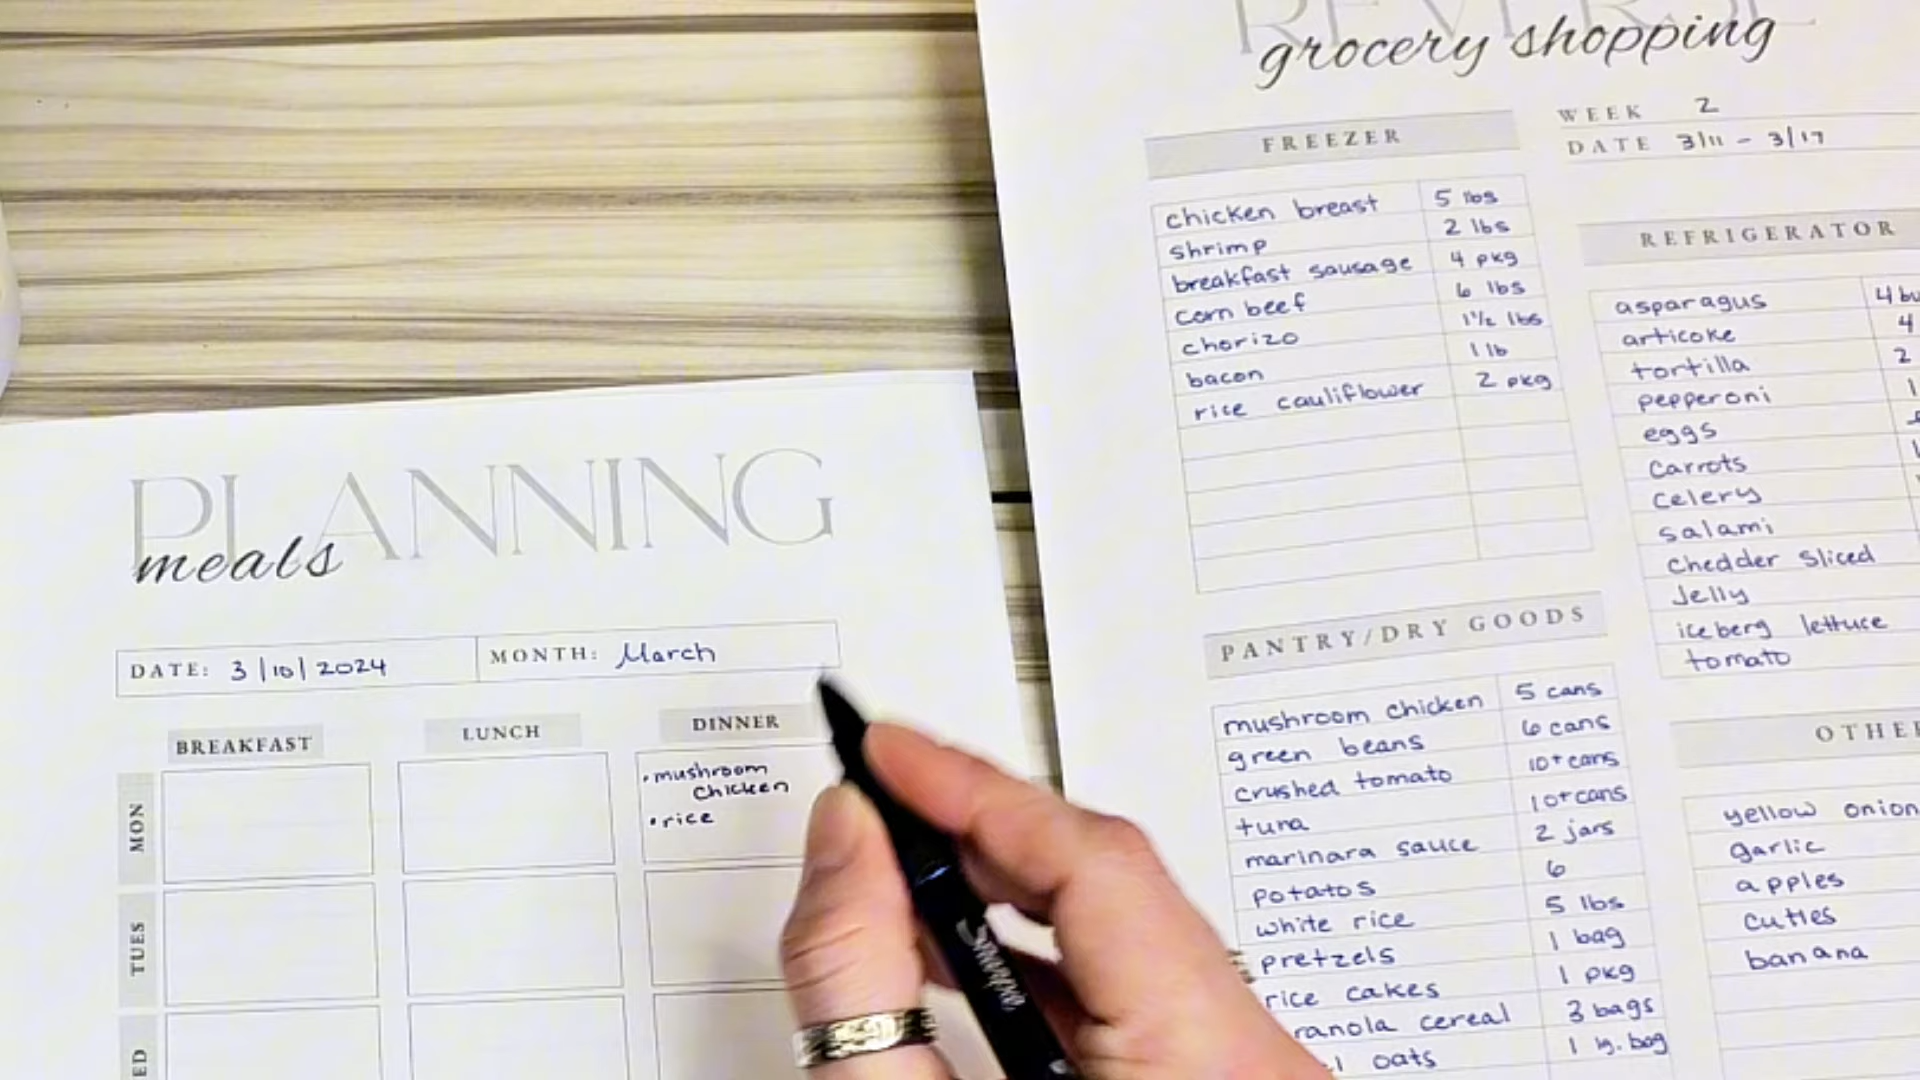 PLANNING
meals
DATE: 3/10/2024
MONTH: March
BREAKFAST
LUNCH
DINNER
MON
• mushroom
chicken
• rice
TUES
grocery shopping
WEEK 2
DATE 3/11 - 3/17
FREEZER
chicken breast 5 lbs
shrimp 2 lbs
breakfast sausage 4 pkg
corn beef 6 lbs
chorizo 1½ lbs
bacon 1 lb
rice cauliflower 2 pkg
REFRIGERATOR
asparagus 4
articoke 4
tortilla 2
pepperoni
eggs
carrots
celery
salami
chedder sliced
Jelly
iceberg lettuce
tomato
PANTRY/DRY GOODS
mushroom chicken 5 cans
green beans 6 cans
crushed tomato 10+ cans
tuna 10+ cans
marinara sauce 2 jars
potatos 6
white rice 5 lbs
pretzels 1 bag
rice cakes 1 pkg
cereal 3 bags
oats 1 lg. bag
yellow onion
garlic
apples
cuties
banana